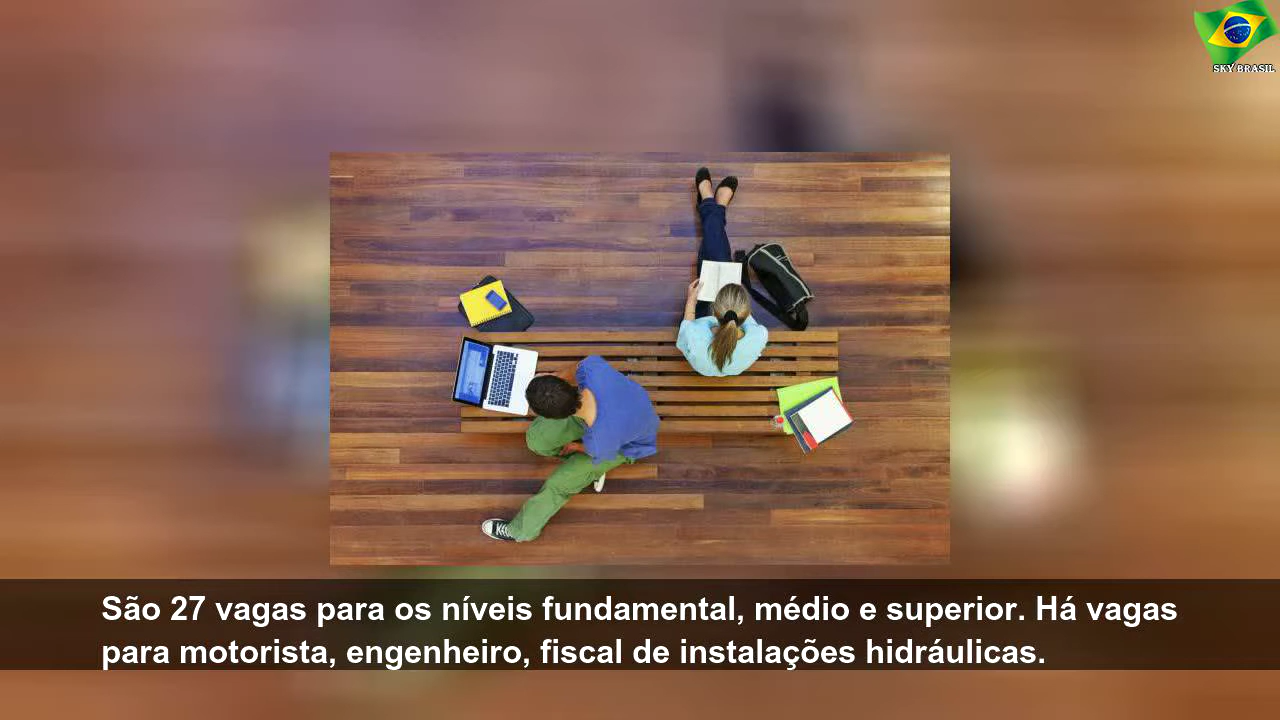 SKY BRASIL
São 27 vagas para os níveis fundamental, médio e superior. Há vagas
para motorista, engenheiro, fiscal de instalações hidráulicas.